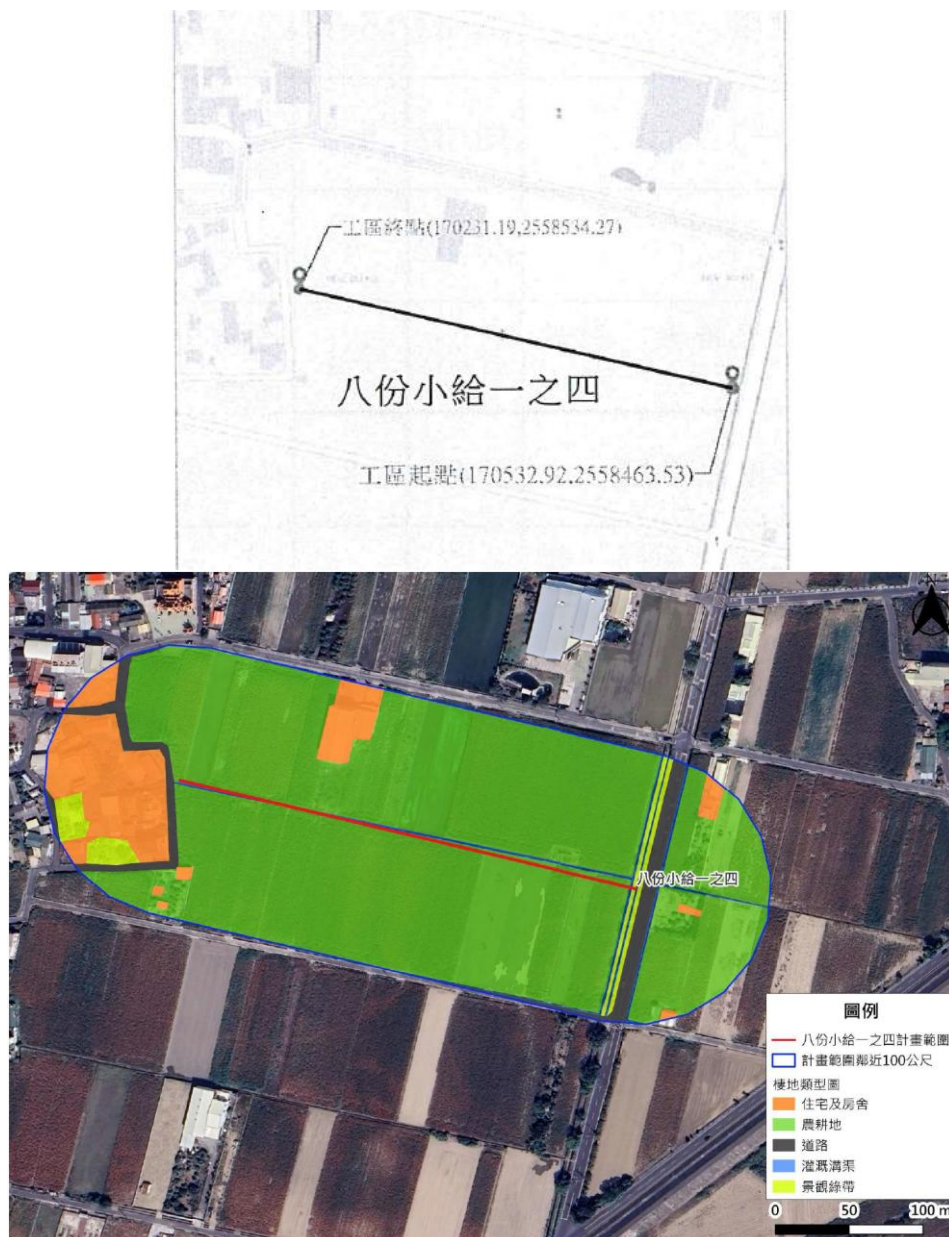 工區終點(170231.19,2558534.27)
八份小給一之四
工區起點(170532.92,2558463.53)
八份小給一之四
圖例
八份小給一之四計畫範圍
計畫範圍鄰近100公尺
棲地類型圖
住宅及房舍
農耕地
道路
灌溉溝渠
景觀綠帶
0 50 100 m